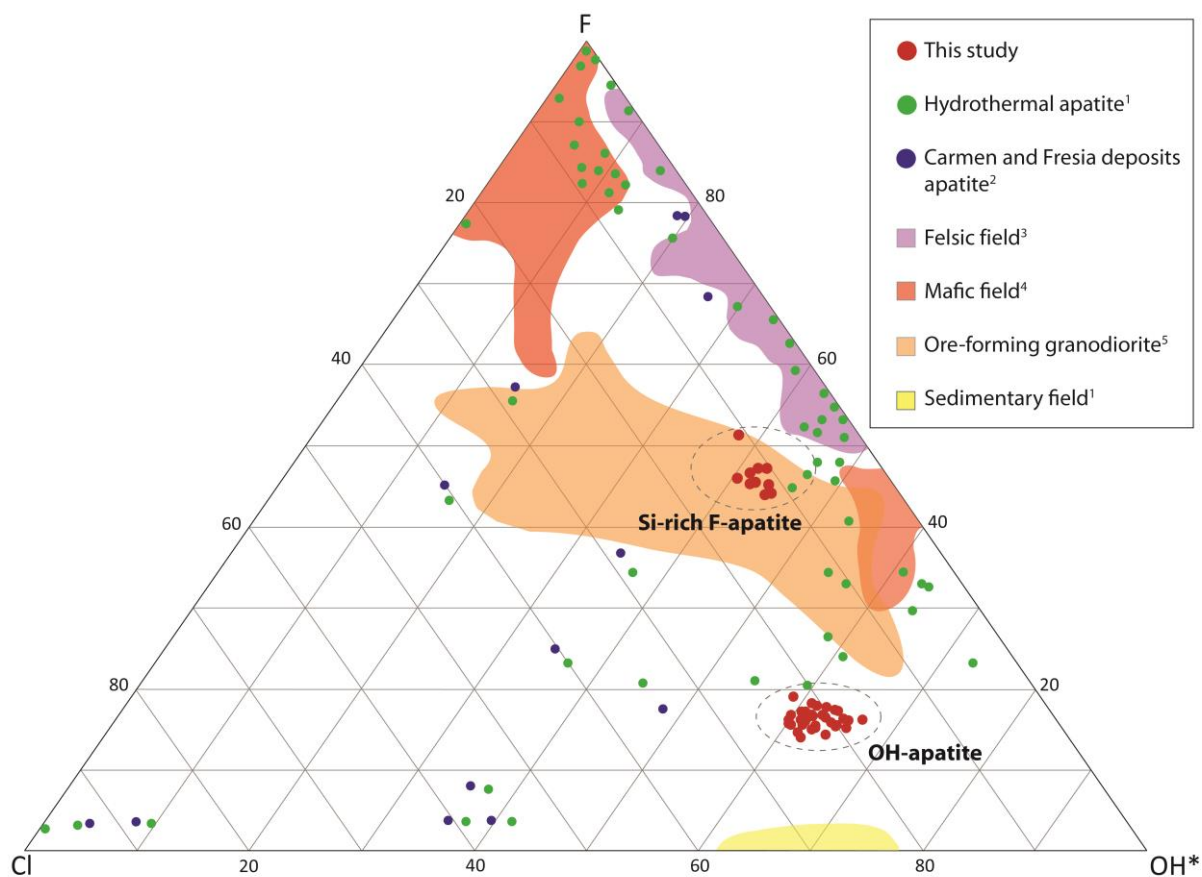 F
This study
Hydrothermal apatite¹
Carmen and Fresia deposits
apatite²
Felsic field³
Mafic field⁴
Ore-forming granodiorite⁵
Sedimentary field¹
20
80
40
60
Si-rich F-apatite
60
40
80
20
OH-apatite
Cl
20
40
60
80
OH*